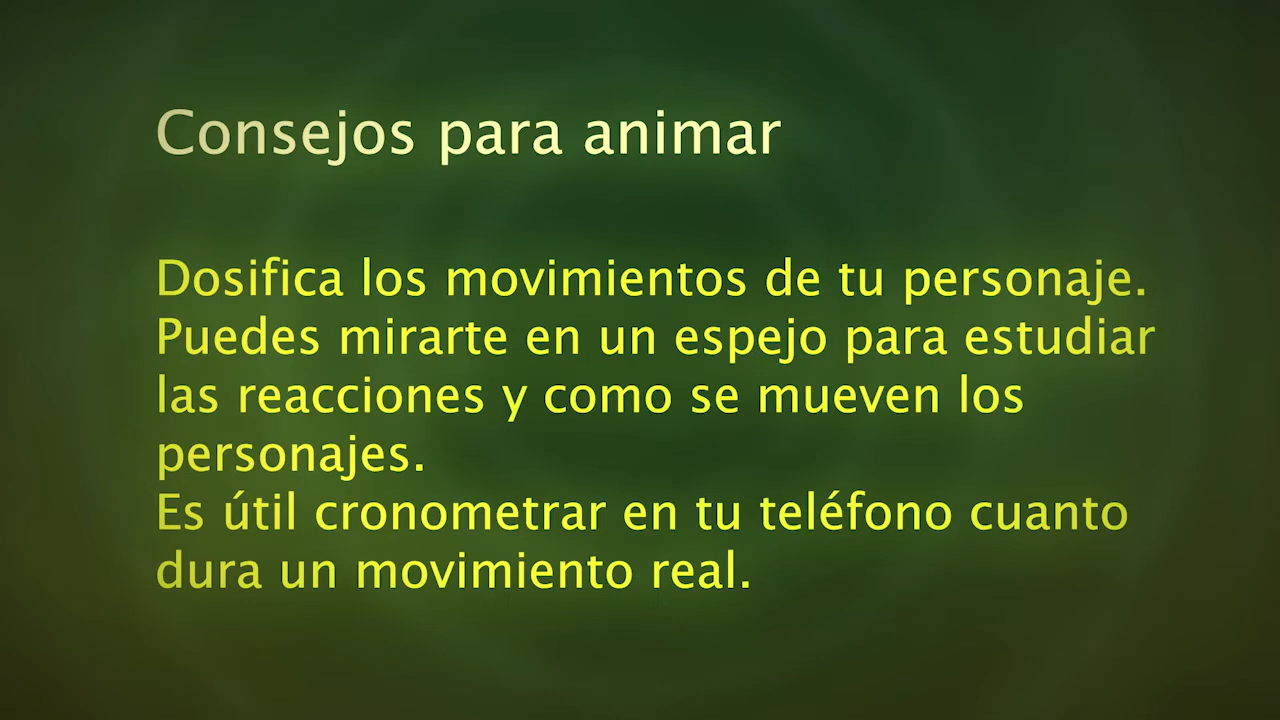 Consejos para animar
Dosifica los movimientos de tu personaje.
Puedes mirarte en un espejo para estudiar
las reacciones y como se mueven los
personajes.
Es útil cronometrar en tu teléfono cuanto
dura un movimiento real.